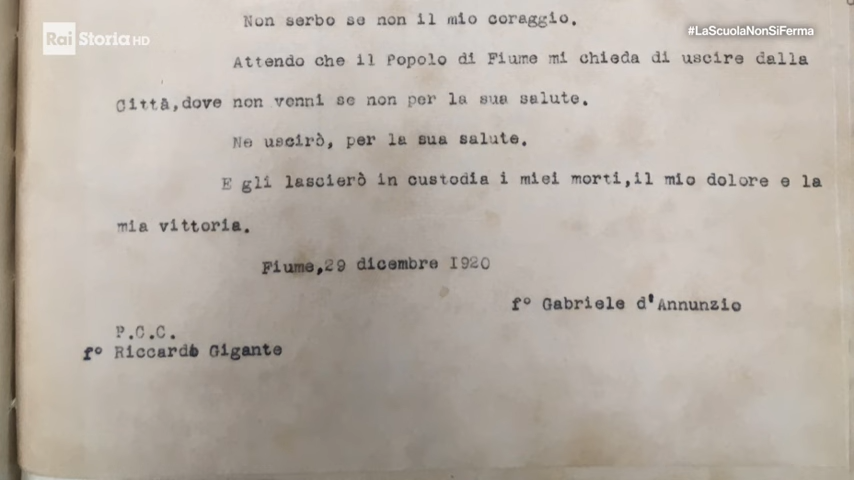 Rai Storia HD
#LaScuolaNonSiFerma
Non serbo se non il mio coraggio.
Attendo che il Popolo di Fiume mi chieda di uscire dalla
Città,dove non venni se non per la sua salute.
Ne uscirò, per la sua salute.
E gli lascierò in custodia i miei morti,il mio dolore e la
mia vittoria.
Fiume,29 dicembre I920
f° Gabriele d'Annunzio
P.C.C.
f° Riccardo Gigante